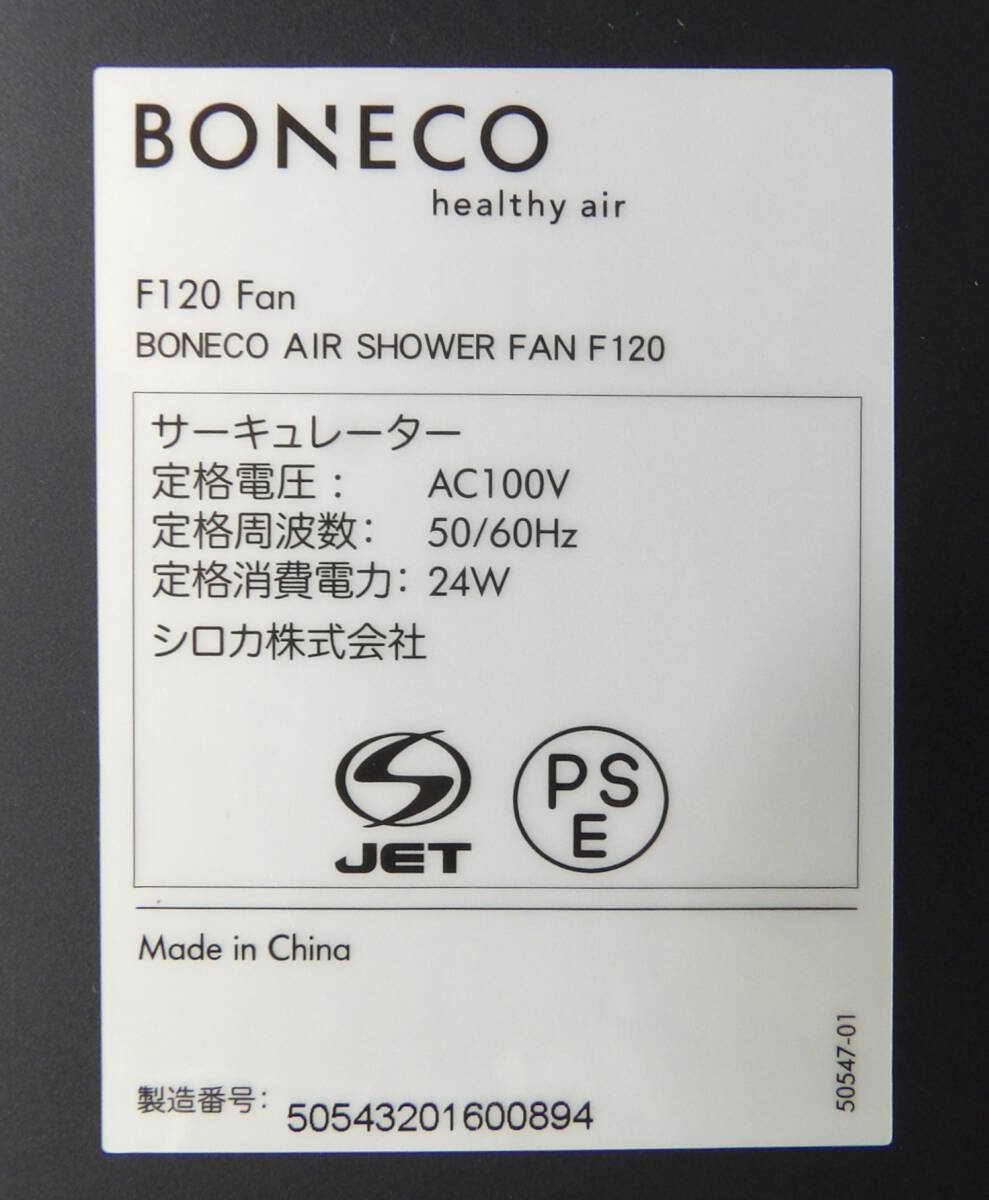 BONECO
healthy air
F120 Fan
BONECO AIR SHOWER FAN F120
サーキュレーター
定格電圧： AC100V
定格周波数： 50/60Hz
定格消費電力： 24W
シロカ株式会社
S JET
PS
E
Made in China
50547-01
製造番号： 50543201600894